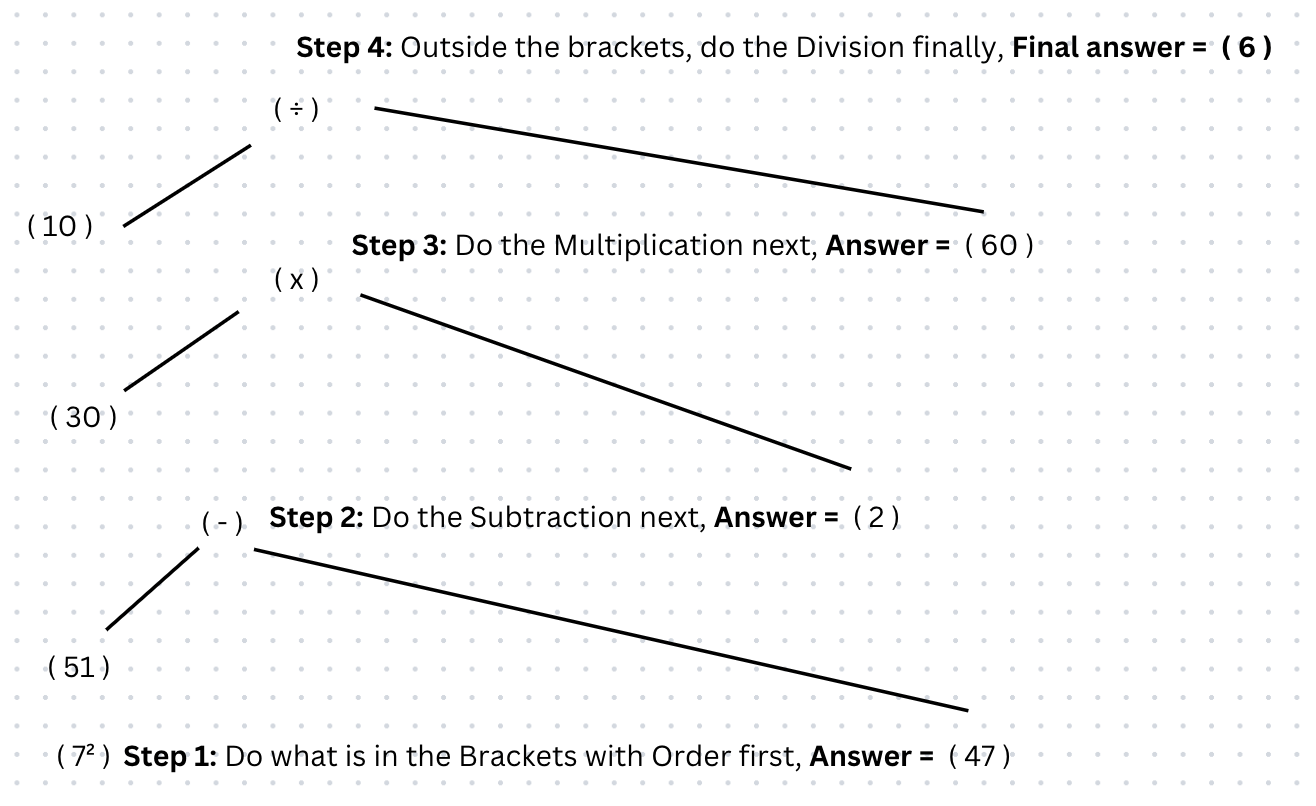 Step 4: Outside the brackets, do the Division finally, Final answer = ( 6 )
( ÷ )
( 10 )
Step 3: Do the Multiplication next, Answer = ( 60 )
( x )
( 30 )
( - ) Step 2: Do the Subtraction next, Answer = ( 2 )
( 51 )
( 7² ) Step 1: Do what is in the Brackets with Order first, Answer = ( 47 )